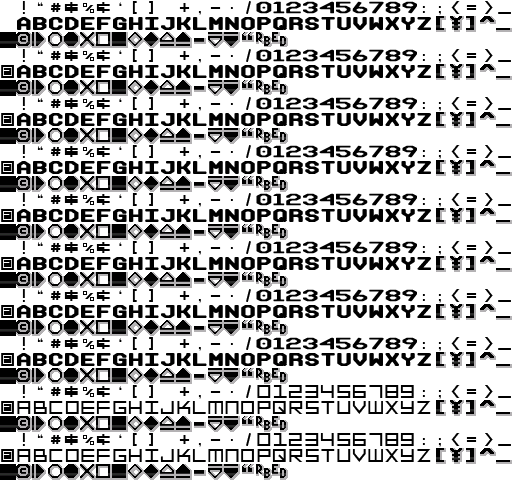 ! " # % ' [ ] + , - . / 0123456789 : ; < = > _
ABCDEFGHIJKLMNOPQRSTUVWXYZ [¥] ^ _
© ▶ ○ ● × □ ■ ◇ ◆ △ ▲ - ▽ ▼ “ RBED
! " # % ' [ ] + , - . / 0123456789 : ; < = > _
▣ABCDEFGHIJKLMNOPQRSTUVWXYZ [¥] ^ _
© ▶ ○ ● × □ ■ ◇ ◆ △ ▲ - ▽ ▼ “ RBED
! " # % ' [ ] + , - . / 0123456789 : ; < = > _
▣ABCDEFGHIJKLMNOPQRSTUVWXYZ [¥] ^ _
© ▶ ○ ● × □ ■ ◇ ◆ △ ▲ - ▽ ▼ “ RBED
! " # % ' [ ] + , - . / 0123456789 : ; < = > _
▣ABCDEFGHIJKLMNOPQRSTUVWXYZ [¥] ^ _
© ▶ ○ ● × □ ■ ◇ ◆ △ ▲ - ▽ ▼ “ RBED
! " # % ' [ ] + , - . / 0123456789 : ; < = > _
▣ABCDEFGHIJKLMNOPQRSTUVWXYZ [¥] ^ _
© ▶ ○ ● × □ ■ ◇ ◆ △ ▲ - ▽ ▼ “ RBED
! " # % ' [ ] + , - . / 0123456789 : ; < = > _
▣ABCDEFGHIJKLMNOPQRSTUVWXYZ [¥] ^ _
© ▶ ○ ● × □ ■ ◇ ◆ △ ▲ - ▽ ▼ “ RBED
! " # % ' [ ] + , - . / 0123456789 : ; < = > _
▣ABCDEFGHIJKLMNOPQRSTUVWXYZ [¥] ^ _
© ▶ ○ ● × □ ■ ◇ ◆ △ ▲ - ▽ ▼ “ RBED
! " # % ' [ ] + , - . / 0123456789 : ; < = > _
▣ABCDEFGHIJKLMNOPQRSTUVWXYZ [¥] ^ _
© ▶ ○ ● × □ ■ ◇ ◆ △ ▲ - ▽ ▼ “ RBED
! " # % ' [ ] + , - . / 0123456789 : ; < = > _
▣ABCDEFGHIJKLMNOPQRSTUVWXYZ [¥] ^ _
© ▶ ○ ● × □ ■ ◇ ◆ △ ▲ - ▽ ▼ “ RBED
! " # % ' [ ] + , - . / 0123456789 : ; < = > _
▣ABCDEFGHIJKLMNOPQRSTUVWXYZ [¥] ^ _
© ▶ ○ ● × □ ■ ◇ ◆ △ ▲ - ▽ ▼ “ RBED